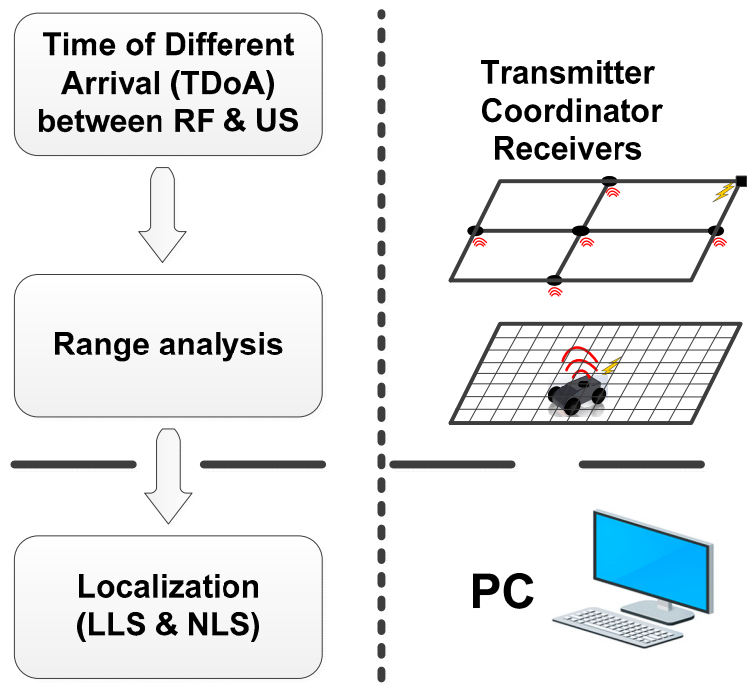 Time of Different
Arrival (TDoA)
between RF & US
Range analysis
Localization
(LLS & NLS)
Transmitter
Coordinator
Receivers
PC